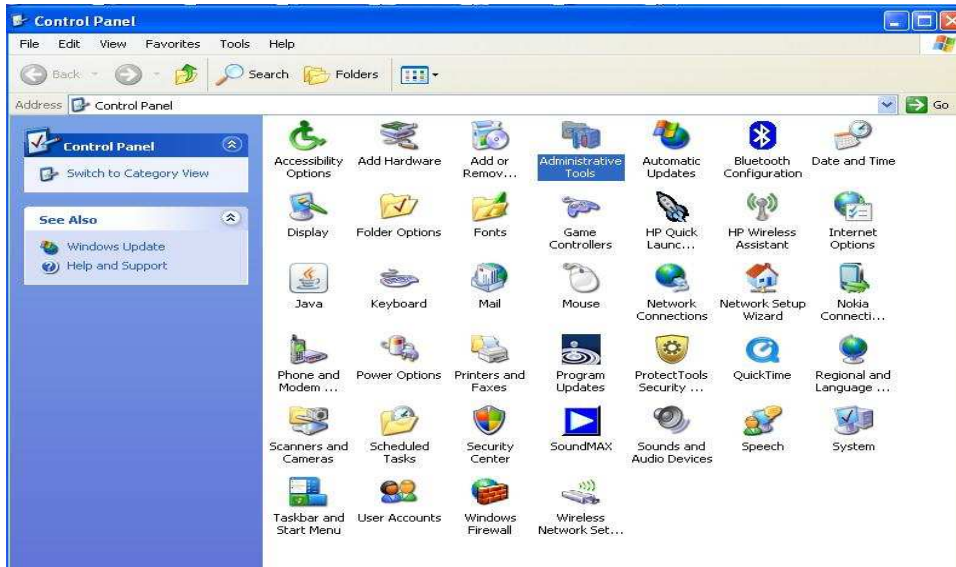 Control Panel
File Edit View Favorites Tools Help
Back Search Folders
Address Control Panel Go
Control Panel
Switch to Category View
See Also
Windows Update
Help and Support
Accessibility Options
Add Hardware
Add or Remov...
Administrative Tools
Automatic Updates
Bluetooth Configuration
Date and Time
Display
Folder Options
Fonts
Game Controllers
HP Quick Launc...
HP Wireless Assistant
Internet Options
Java
Keyboard
Mail
Mouse
Network Connections
Network Setup Wizard
Nokia Connecti...
Phone and Modem ...
Power Options
Printers and Faxes
Program Updates
ProtectTools Security ...
QuickTime
Regional and Language ...
Scanners and Cameras
Scheduled Tasks
Security Center
SoundMAX
Sounds and Audio Devices
Speech
System
Taskbar and Start Menu
User Accounts
Windows Firewall
Wireless Network Set...